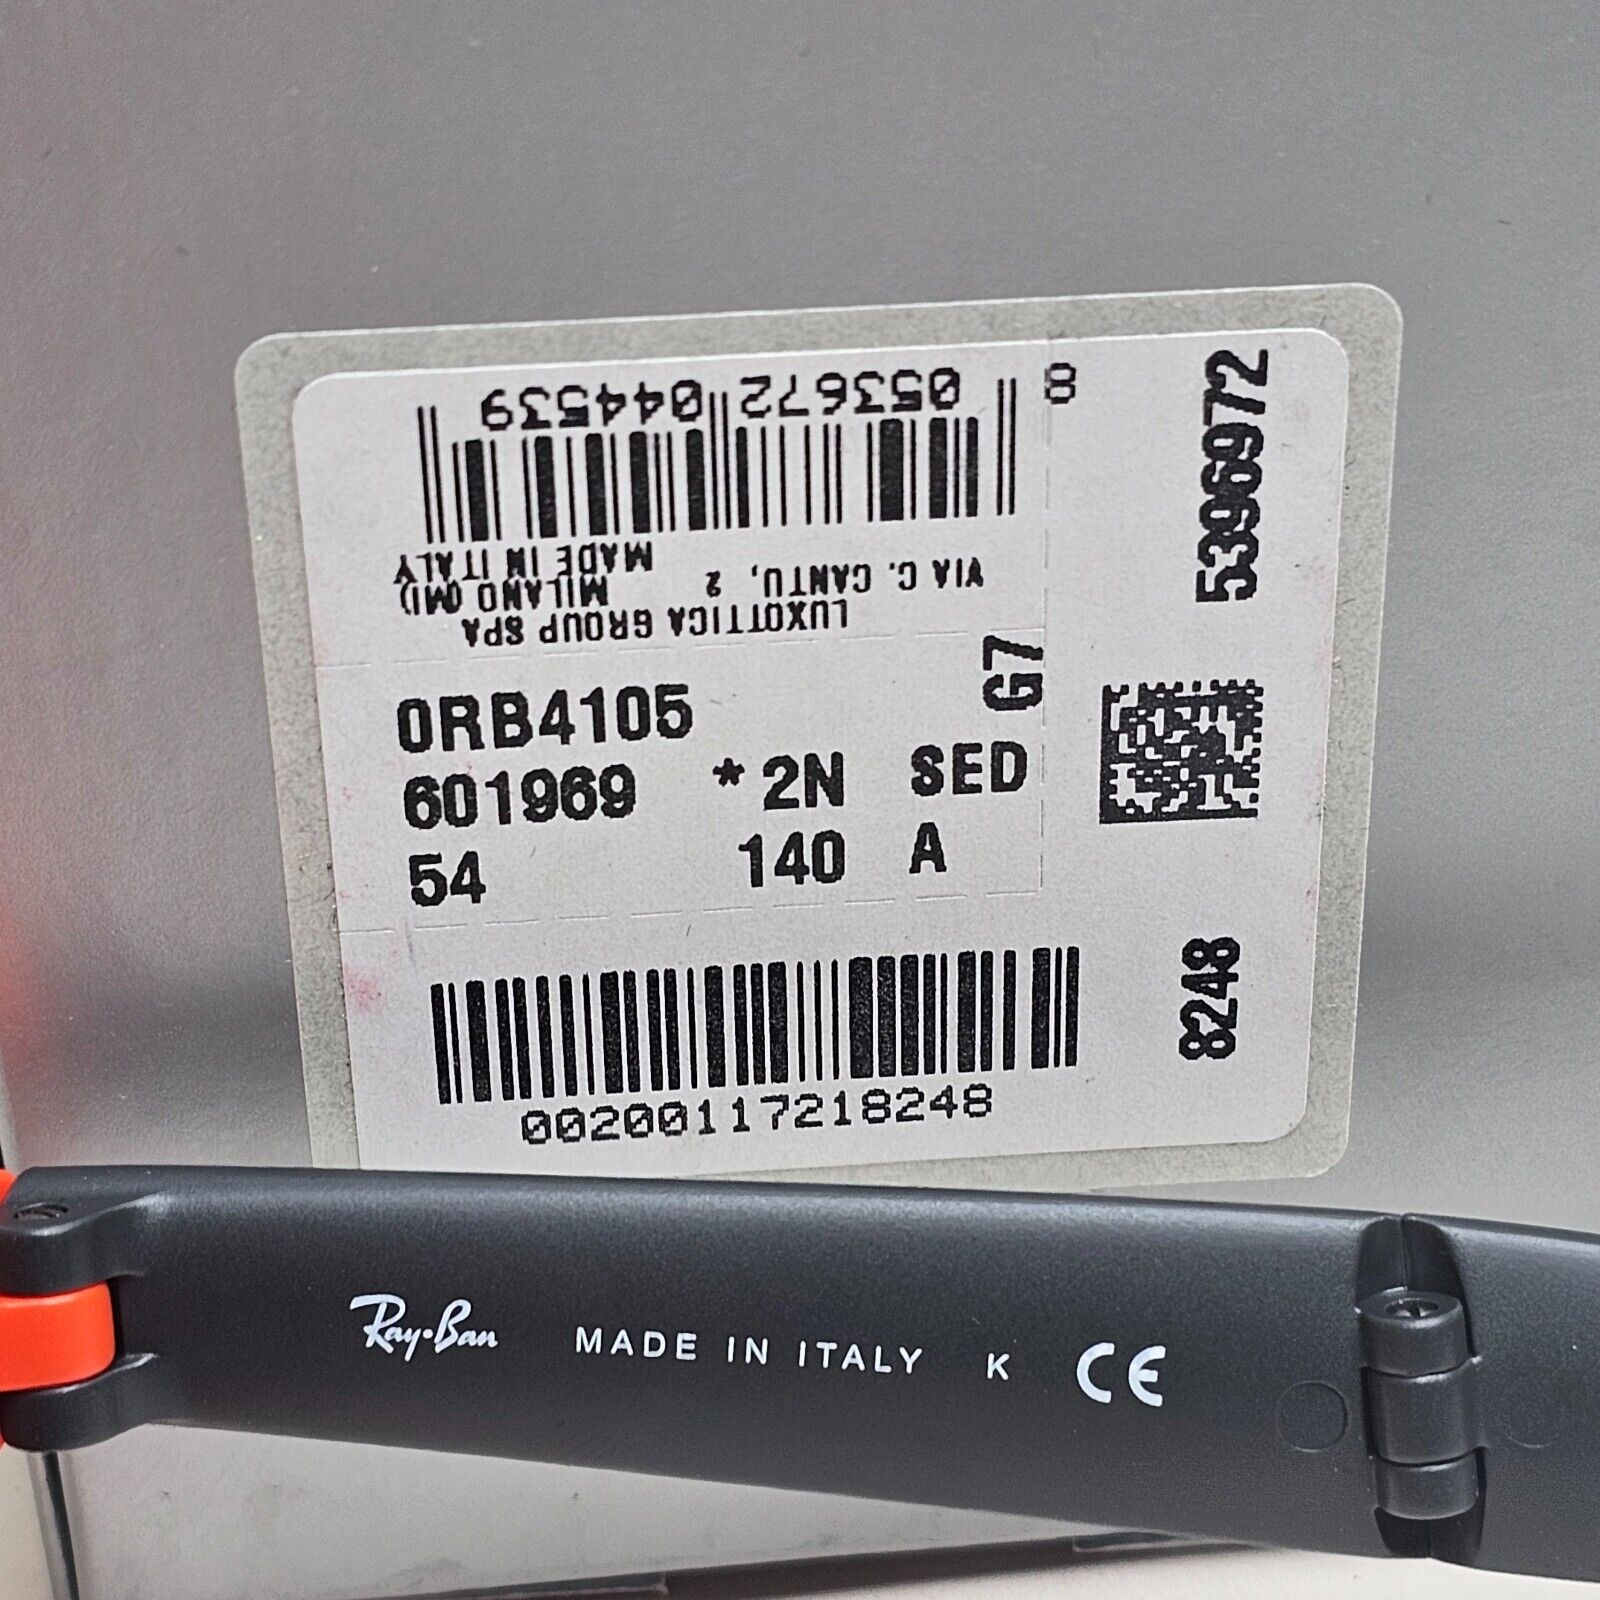 8 053672 044539
LUXOTTICA GROUP SPA
VIA C. CANTU, 2 MILANO (MI)
MADE IN ITALY
0RB4105 G7
601969 *2N SED
54 140 A
00200117218248
5396972
8248
Ray-Ban MADE IN ITALY K CE